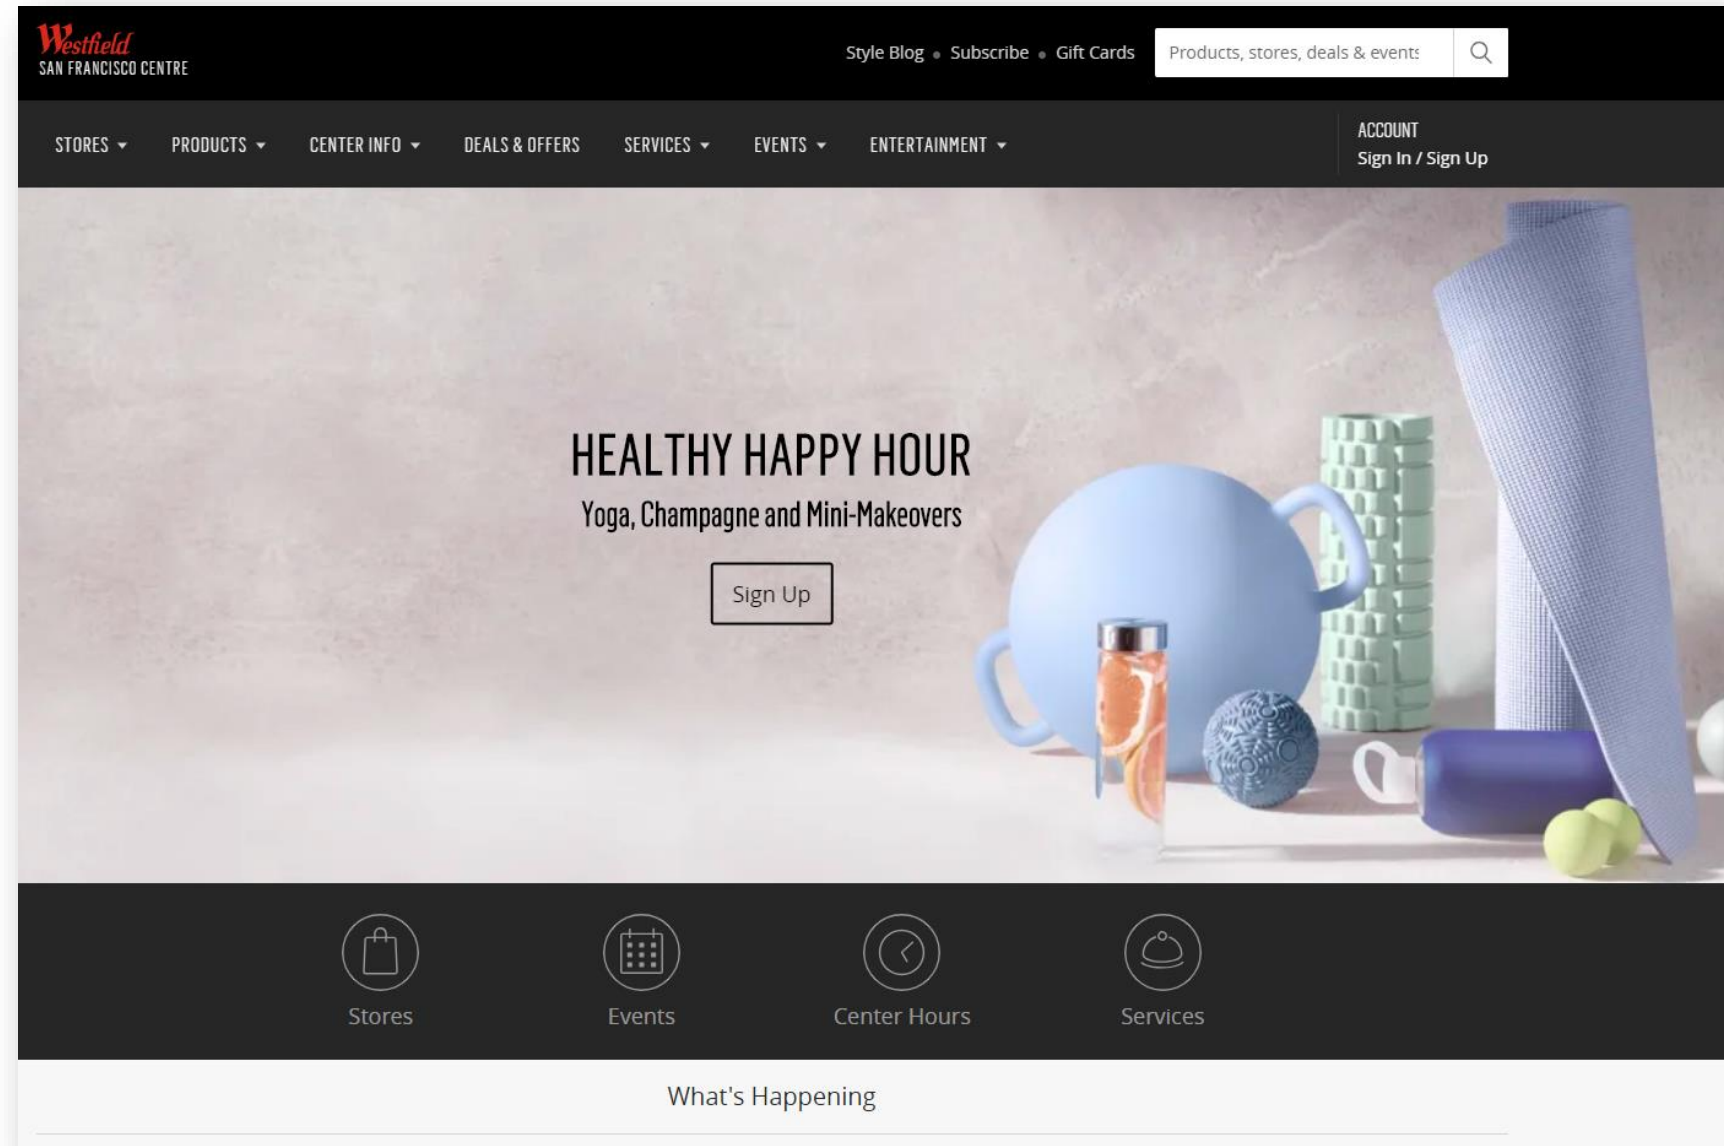 Westfield
SAN FRANCISCO CENTRE
Style Blog • Subscribe • Gift Cards
Products, stores, deals & events
STORES PRODUCTS CENTER INFO DEALS & OFFERS SERVICES EVENTS ENTERTAINMENT
ACCOUNT
Sign In / Sign Up
HEALTHY HAPPY HOUR
Yoga, Champagne and Mini-Makeovers
Sign Up
Stores Events Center Hours Services
What's Happening